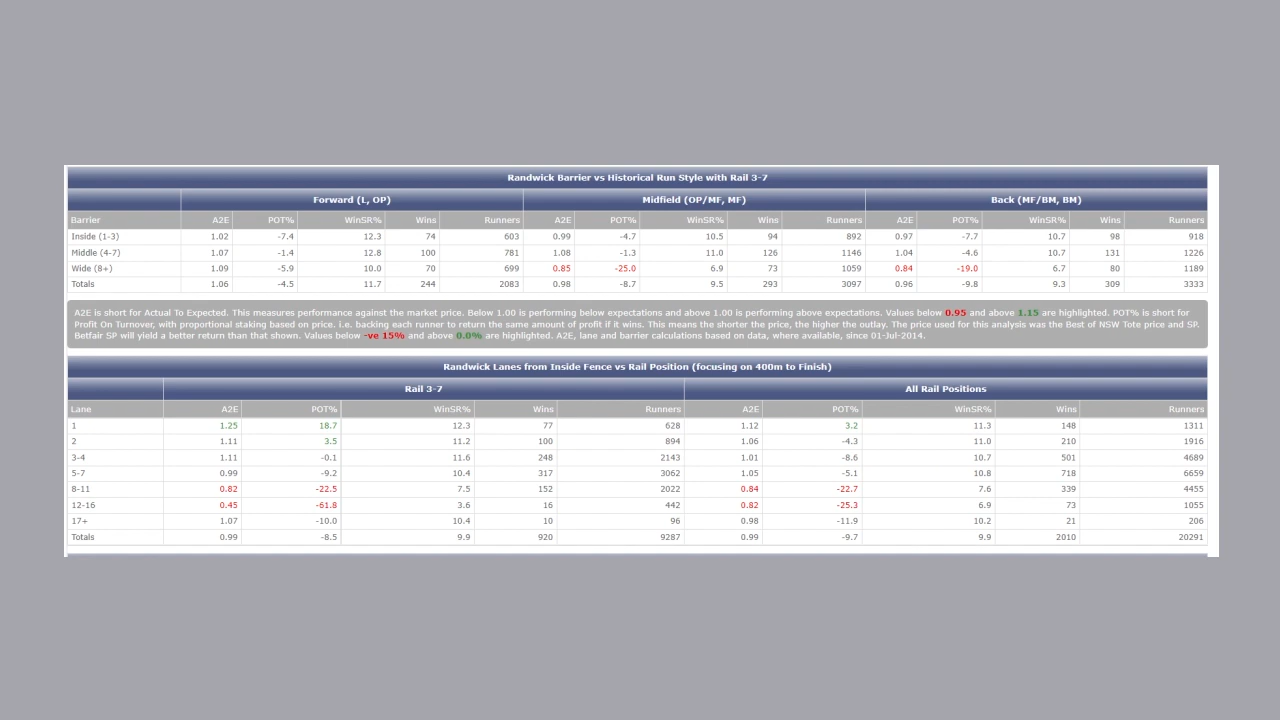 Randwick Barrier vs Historical Run Style with Rail 3-7
Forward (L, OP) Midfield (OP/MF, MF) Back (MF/BM, BM)
Barrier A2E POT% WinSR% Wins Runners A2E POT% WinSR% Wins Runners A2E POT% WinSR% Wins Runners
Inside (1-3) 1.02 -7.4 12.3 74 603 0.99 -4.7 10.5 94 892 0.97 -7.7 10.7 98 918
Middle (4-7) 1.07 -1.4 12.8 100 781 1.08 -1.3 11.0 126 1146 1.04 -4.6 10.7 131 1226
Wide (8+) 1.09 -5.9 10.0 70 699 0.85 -25.0 6.9 73 1059 0.84 -19.0 6.7 80 1189
Totals 1.06 -4.5 11.7 244 2083 0.98 -8.7 9.5 293 3097 0.96 -9.8 9.3 309 3333
A2E is short for Actual To Expected. This measures performance against the market price. Below 1.00 is performing below expectations and above 1.00 is performing above expectations. Values below 0.95 and above 1.15 are highlighted. POT% is short for
Profit On Turnover, with proportional staking based on price. i.e. backing each runner to return the same amount of profit if it wins. This means the shorter the price, the higher the outlay. The price used for this analysis was the Best of NSW Tote price and SP.
Betfair SP will yield a better return than that shown. Values below -ve 15% and above 0.0% are highlighted. A2E, lane and barrier calculations based on data, where available, since 01-Jul-2014.
Randwick Lanes from Inside Fence vs Rail Position (focusing on 400m to Finish)
Rail 3-7 All Rail Positions
Lane A2E POT% WinSR% Wins Runners A2E POT% WinSR% Wins Runners
1 1.25 18.7 12.3 77 628 1.12 3.2 11.3 148 1311
2 1.11 3.5 11.2 100 894 1.06 -4.3 11.0 210 1916
3-4 1.11 -0.1 11.6 248 2143 1.01 -8.6 10.7 501 4689
5-7 0.99 -9.2 10.4 317 3062 1.05 -5.1 10.8 718 6659
8-11 0.82 -22.5 7.5 152 2022 0.84 -22.7 7.6 339 4455
12-16 0.45 -61.8 3.6 16 442 0.82 -25.3 6.9 73 1055
17+ 1.07 -10.0 10.4 10 96 0.98 -11.9 10.2 21 206
Totals 0.99 -8.5 9.9 920 9287 0.99 -9.7 9.9 2010 20291